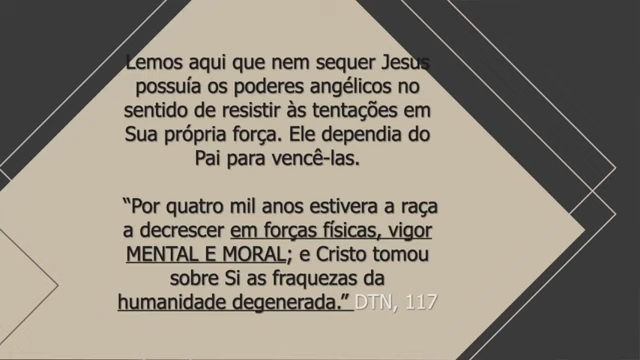 Lemos aqui que nem sequer Jesus
possuía os poderes angélicos no
sentido de resistir às tentações em
Sua própria força. Ele dependia do
Pai para vencê-las.
“Por quatro mil anos estivera a raça
a decrescer em forças físicas, vigor
MENTAL E MORAL; e Cristo tomou
sobre Si as fraquezas da
humanidade degenerada.” DTN, 117